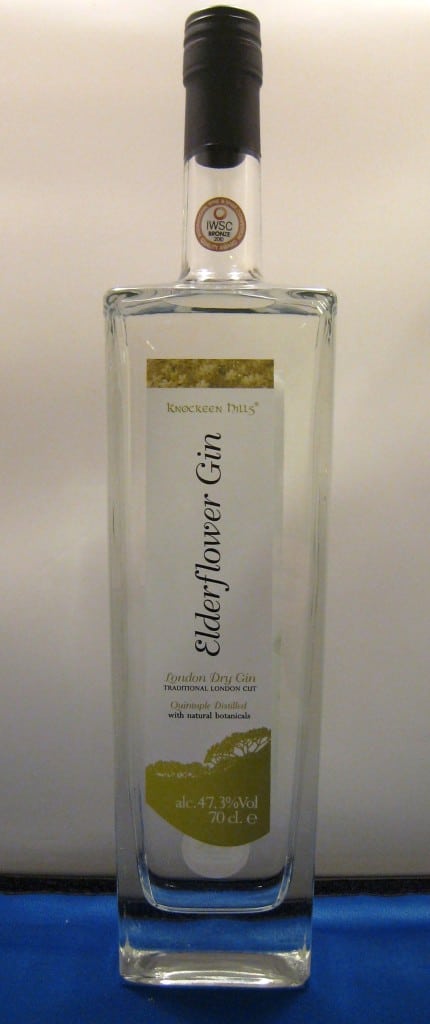 IWSC
BRONZE
2010
Knockeen Hills®
Elderflower Gin
London Dry Gin
TRADITIONAL LONDON CUT
Quintuple Distilled
with natural botanicals
alc.47.3%Vol
70 cl. e